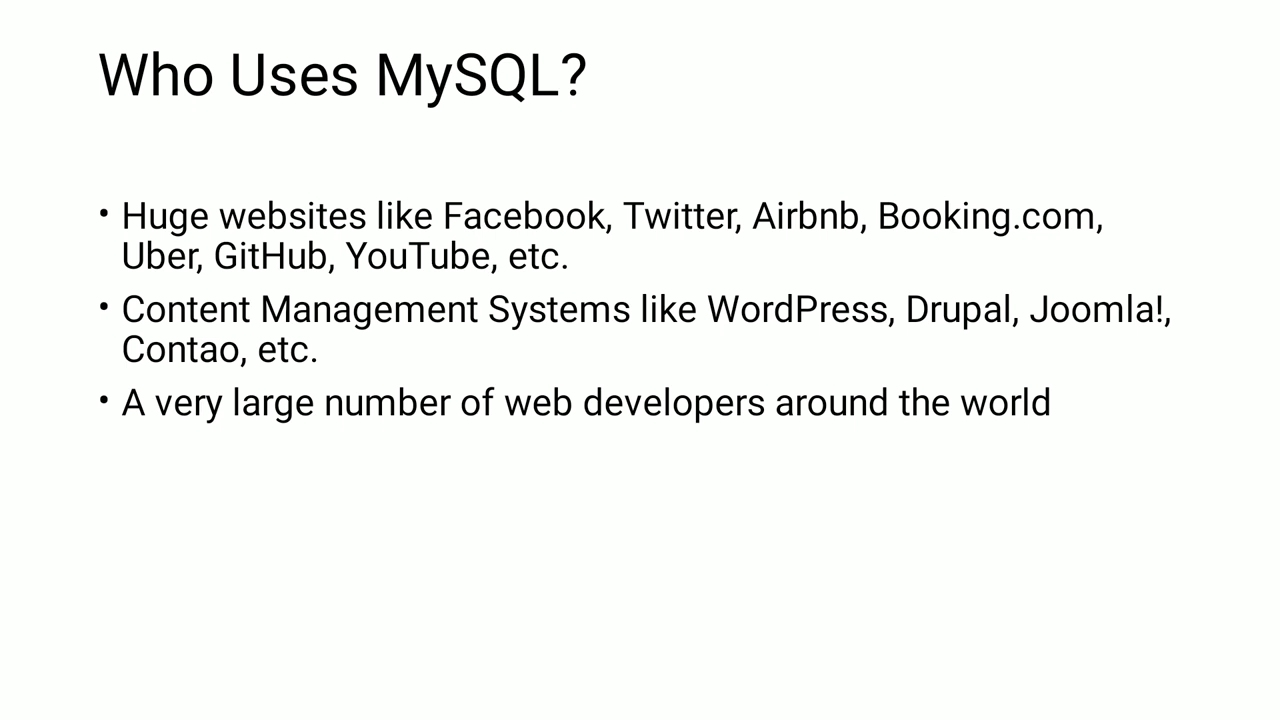 Who Uses MySQL?
• Huge websites like Facebook, Twitter, Airbnb, Booking.com,
Uber, GitHub, YouTube, etc.
• Content Management Systems like WordPress, Drupal, Joomla!,
Contao, etc.
• A very large number of web developers around the world